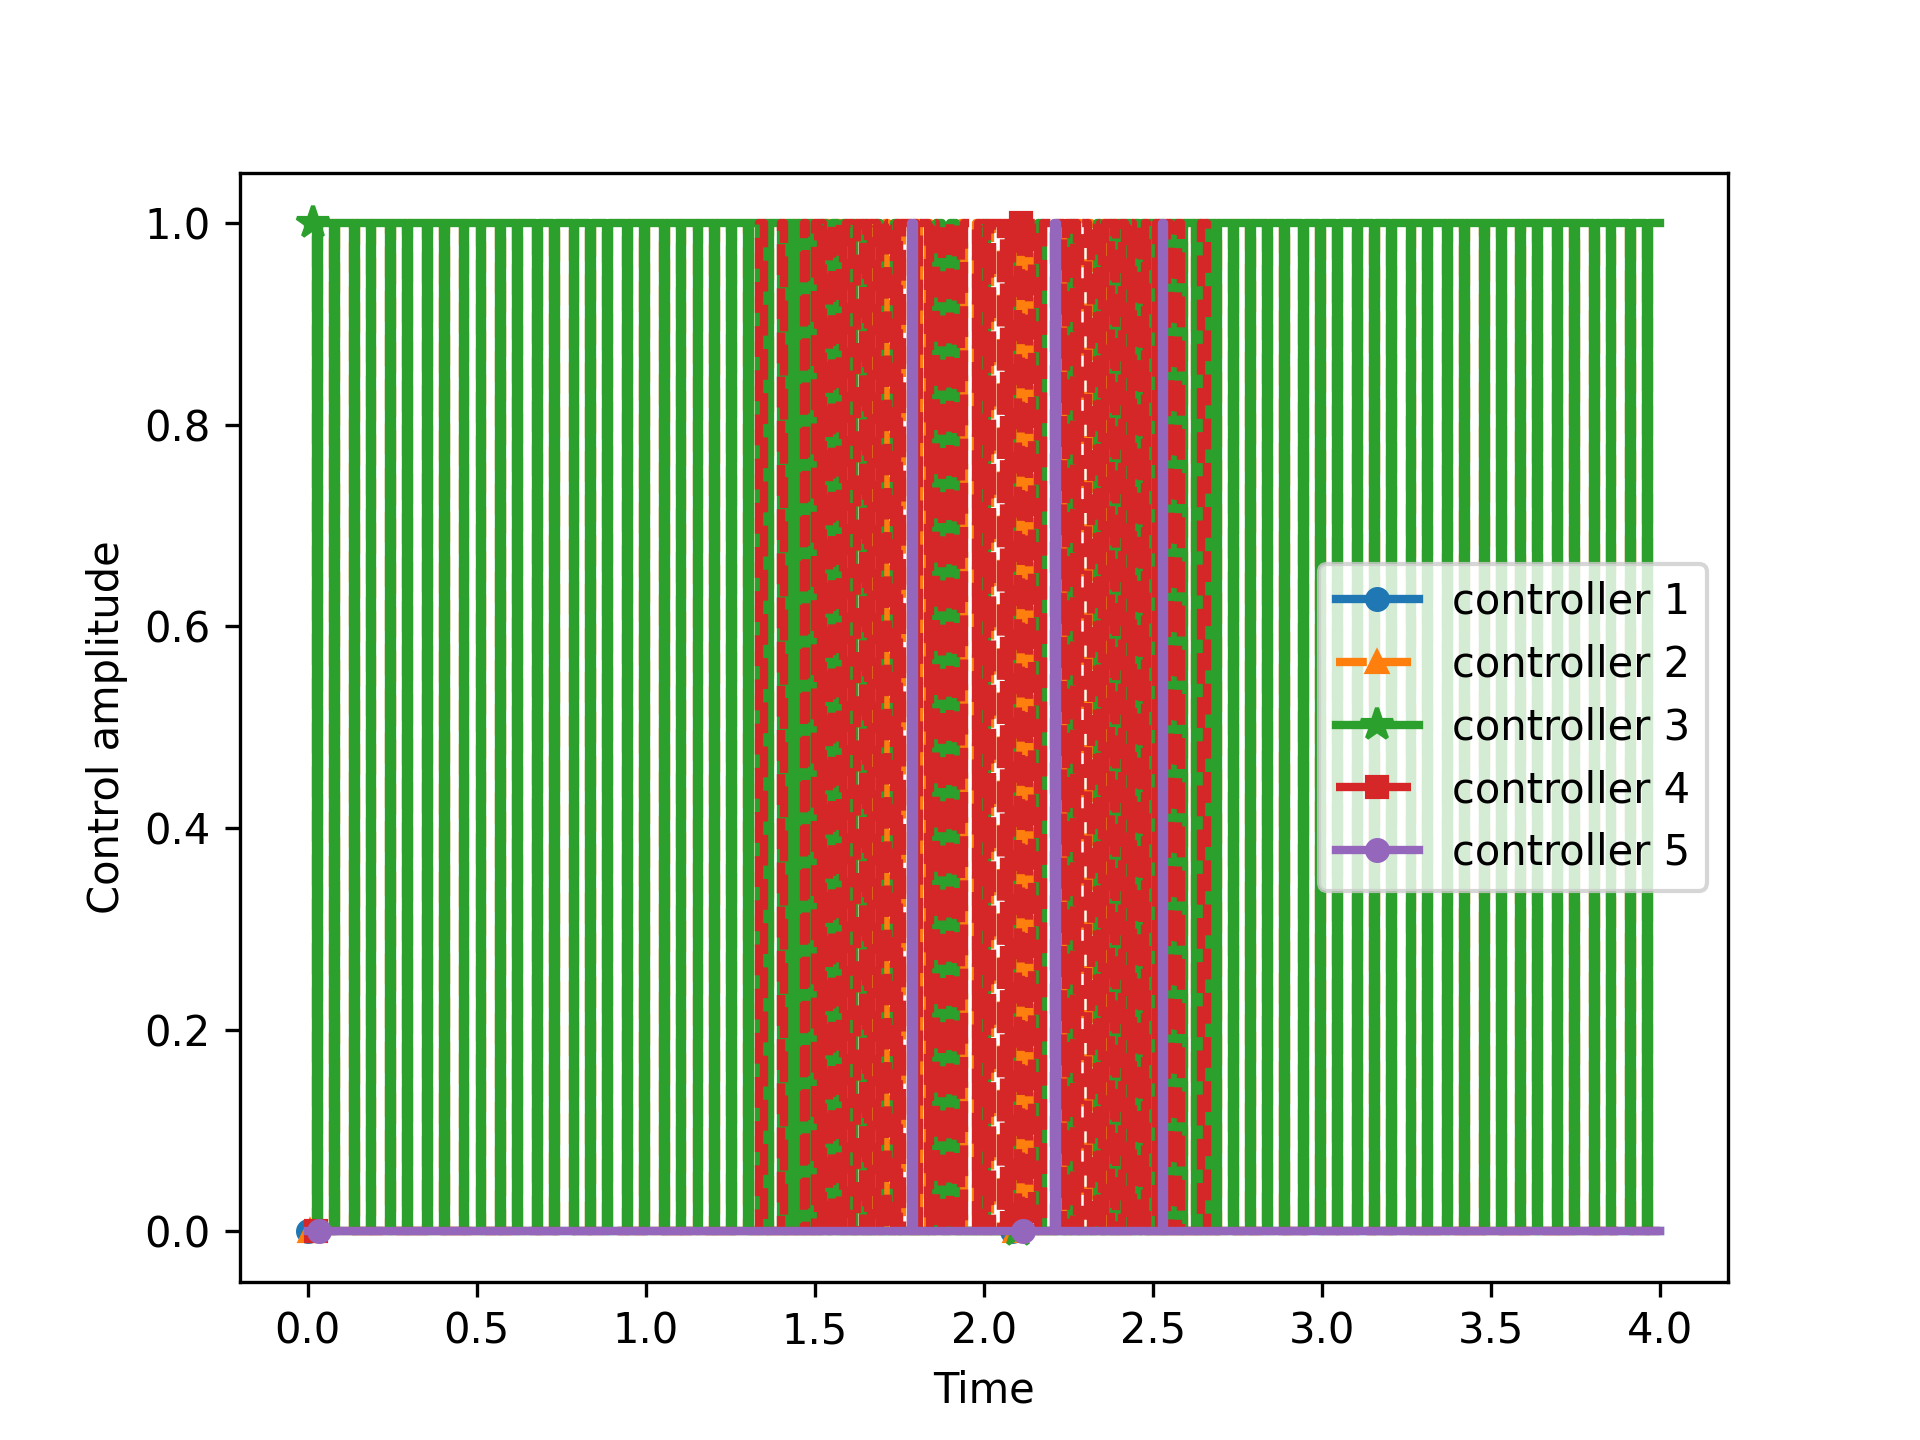 1.0
0.8
0.6
0.4
0.2
0.0
Control amplitude
controller 1
controller 2
controller 3
controller 4
controller 5
0.0 0.5 1.0 1.5 2.0 2.5 3.0 3.5 4.0
Time